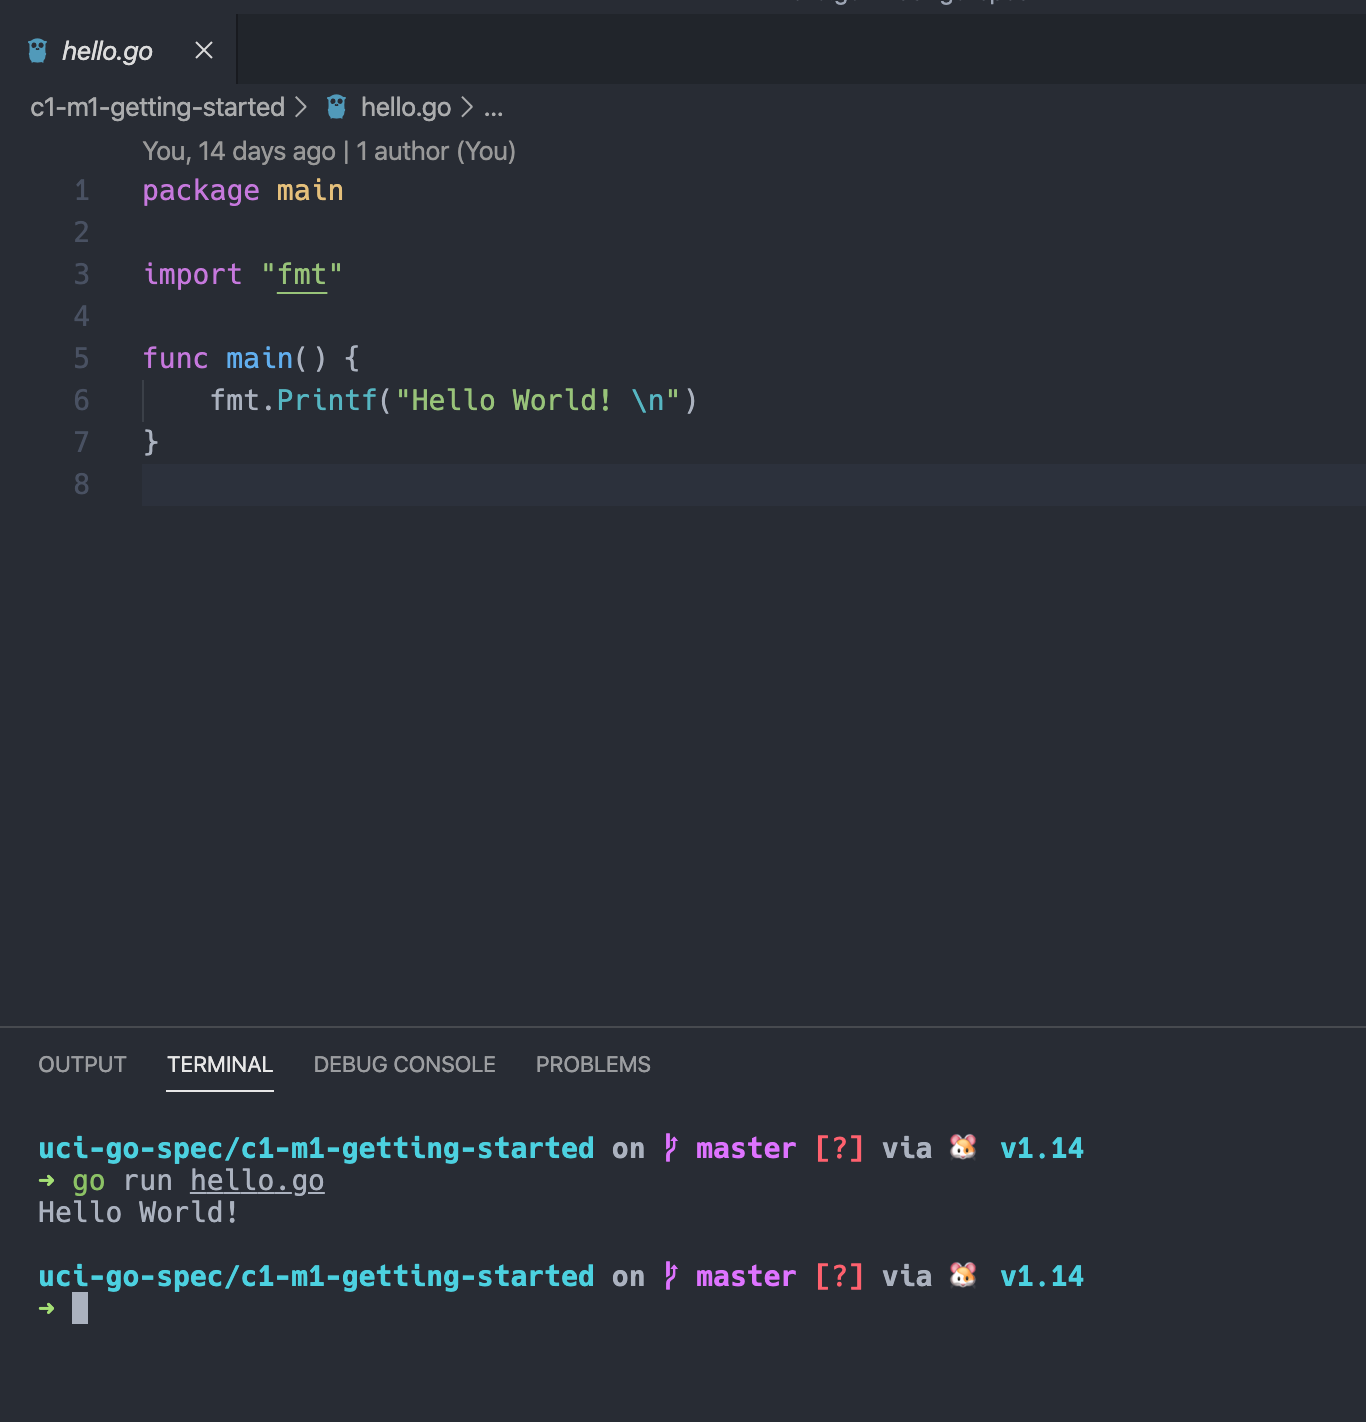 hello.go
c1-m1-getting-started > hello.go > ...
You, 14 days ago | 1 author (You)
1 package main
2
3 import "fmt"
4
5 func main() {
6     fmt.Printf("Hello World! \n")
7 }
8
OUTPUT TERMINAL DEBUG CONSOLE PROBLEMS
uci-go-spec/c1-m1-getting-started on master [?] via 🐹 v1.14
➜ go run hello.go
Hello World!
uci-go-spec/c1-m1-getting-started on master [?] via 🐹 v1.14
➜